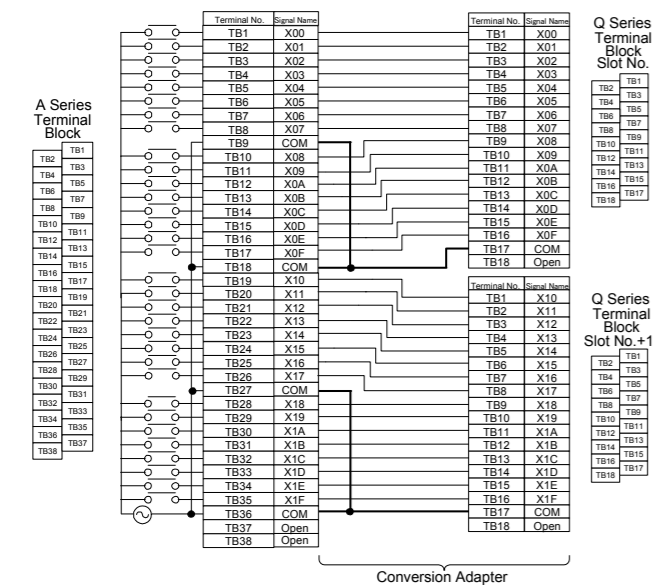 A Series
Terminal
Block
TB1
TB2
TB3
TB4
TB5
TB6
TB7
TB8
TB9
TB10
TB11
TB12
TB13
TB14
TB15
TB16
TB17
TB18
TB19
TB20
TB21
TB22
TB23
TB24
TB25
TB26
TB27
TB28
TB29
TB30
TB31
TB32
TB33
TB34
TB35
TB36
TB37
TB38
Terminal No. Signal Name
TB1 X00
TB2 X01
TB3 X02
TB4 X03
TB5 X04
TB6 X05
TB7 X06
TB8 X07
TB9 COM
TB10 X08
TB11 X09
TB12 X0A
TB13 X0B
TB14 X0C
TB15 X0D
TB16 X0E
TB17 X0F
TB18 COM
TB19 X10
TB20 X11
TB21 X12
TB22 X13
TB23 X14
TB24 X15
TB25 X16
TB26 X17
TB27 COM
TB28 X18
TB29 X19
TB30 X1A
TB31 X1B
TB32 X1C
TB33 X1D
TB34 X1E
TB35 X1F
TB36 COM
TB37 Open
TB38 Open
Terminal No. Signal Name
TB1 X00
TB2 X01
TB3 X02
TB4 X03
TB5 X04
TB6 X05
TB7 X06
TB8 X07
TB9 X08
TB10 X09
TB11 X0A
TB12 X0B
TB13 X0C
TB14 X0D
TB15 X0E
TB16 X0F
TB17 COM
TB18 Open
Terminal No. Signal Name
TB1 X10
TB2 X11
TB3 X12
TB4 X13
TB5 X14
TB6 X15
TB7 X16
TB8 X17
TB9 X18
TB10 X19
TB11 X1A
TB12 X1B
TB13 X1C
TB14 X1D
TB15 X1E
TB16 X1F
TB17 COM
TB18 Open
Q Series
Terminal
Block
Slot No.
TB1
TB2
TB3
TB4
TB5
TB6
TB7
TB8
TB9
TB10
TB11
TB12
TB13
TB14
TB15
TB16
TB17
TB18
Q Series
Terminal
Block
Slot No.+1
TB1
TB2
TB3
TB4
TB5
TB6
TB7
TB8
TB9
TB10
TB11
TB12
TB13
TB14
TB15
TB16
TB17
TB18
Conversion Adapter